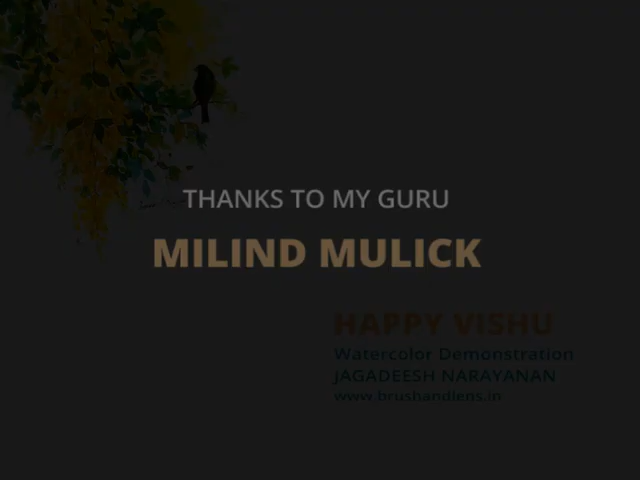 THANKS TO MY GURU
MILIND MULICK
HAPPY VISHU
Watercolor Demonstration
JAGADEESH NARAYANAN
www.brushandlens.in